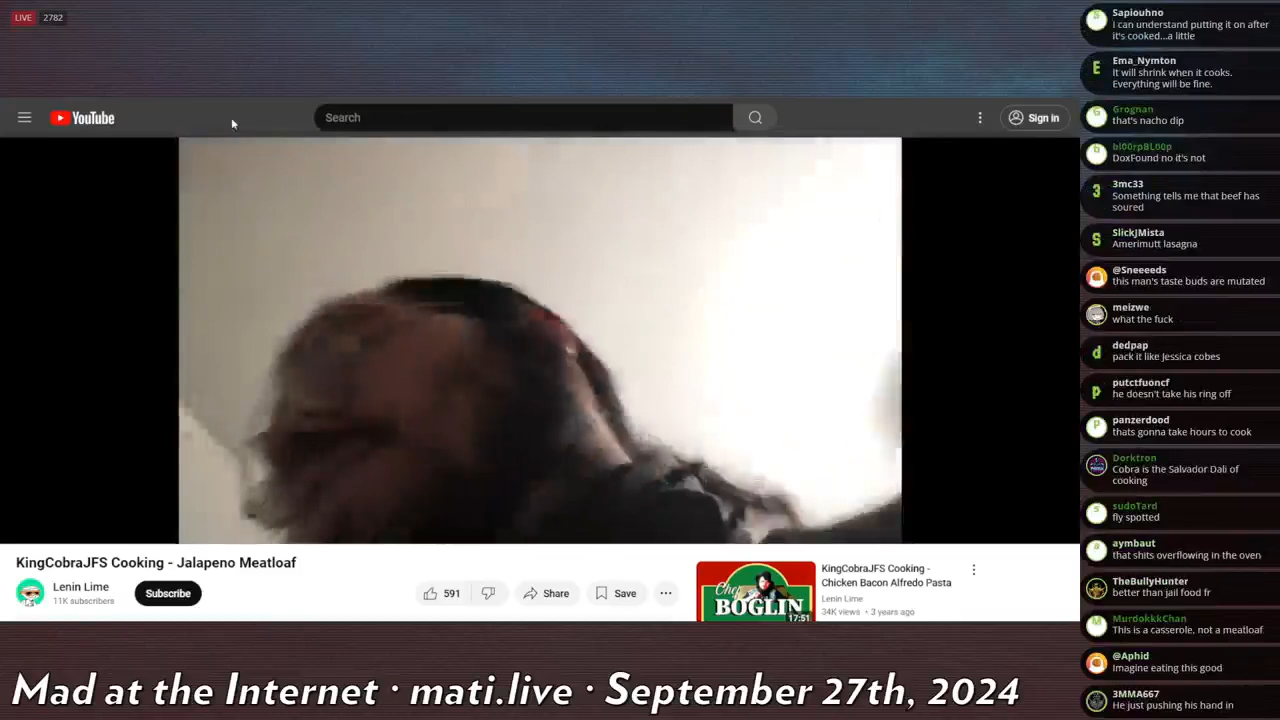 LIVE 2782
YouTube
Search
Sign in
KingCobraJFS Cooking - Jalapeno Meatloaf
Lenin Lime
11K subscribers
Subscribe
591
Share
Save
Chef
BOGLIN
17:51
KingCobraJFS Cooking -
Chicken Bacon Alfredo Pasta
Lenin Lime
34K views • 3 years ago
Mad at the Internet · mati.live · September 27th, 2024
Sapiouhno
i can understand putting it on after
it's cooked...a little
Ema_Nymton
It will shrink when it cooks.
Everything will be fine.
Grognan
that's nacho dip
bl00rpBL00p
DoxFound no it's not
3mc33
Something tells me that beef has
soured
SlickJMista
Amerimutt lasagna
@Sneeeeds
this man's taste buds are mutated
meizwe
what the fuck
dedpap
pack it like Jessica cobes
putctfuoncf
he doesn't take his ring off
panzerdood
thats gonna take hours to cook
Dorktron
Cobra is the Salvador Dali of
cooking
sudoTard
fly spotted
aymbaut
that shits overflowing in the oven
TheBullyHunter
better than jail food fr
MurdokkkChan
This is a casserole, not a meatloaf
@Aphid
Imagine eating this good
3MMA667
He just pushing his hand in